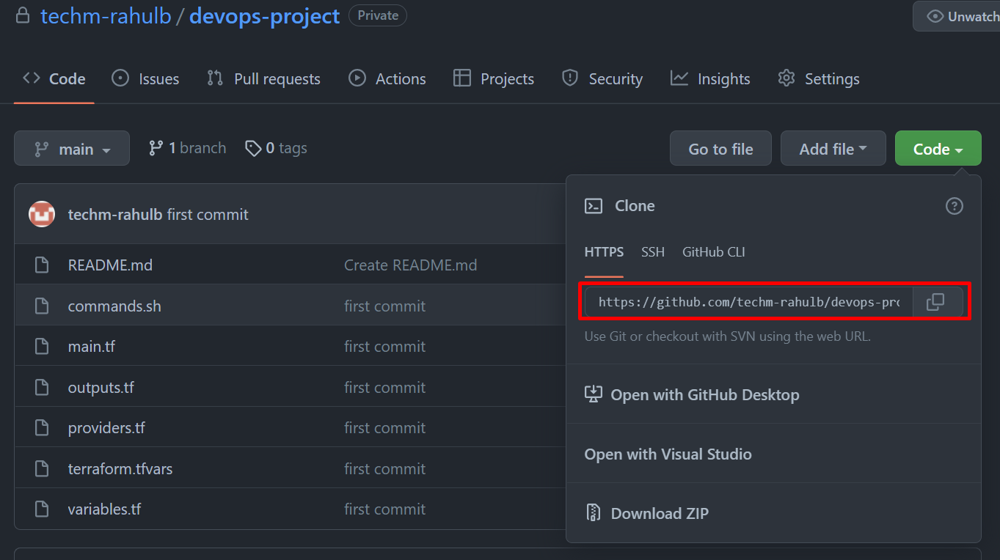 techm-rahulb / devops-project Private Unwatch
Code Issues Pull requests Actions Projects Security Insights Settings
main 1 branch 0 tags Go to file Add file Code
techm-rahulb first commit
README.md Create README.md
commands.sh first commit
main.tf first commit
outputs.tf first commit
providers.tf first commit
terraform.tfvars first commit
variables.tf first commit
Clone
HTTPS SSH GitHub CLI
https://github.com/techm-rahulb/devops-pro
Use Git or checkout with SVN using the web URL.
Open with GitHub Desktop
Open with Visual Studio
Download ZIP